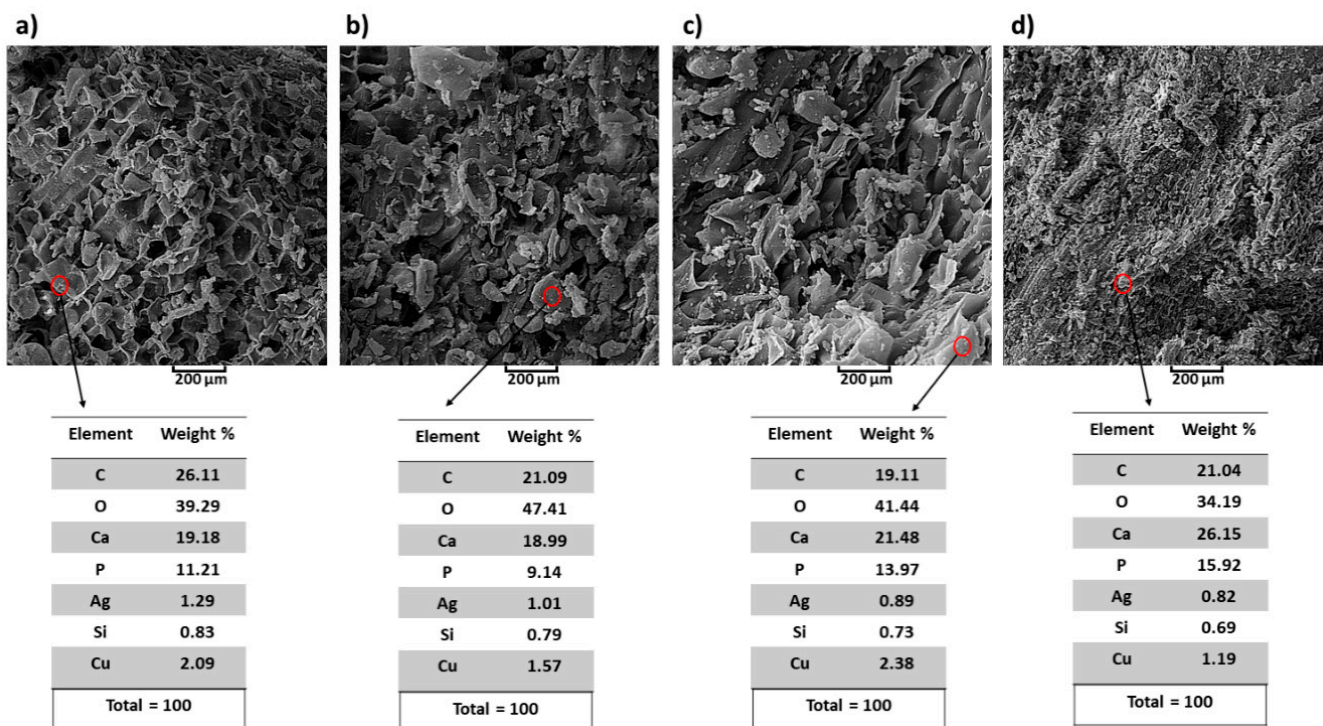 a)
b)
c)
d)
200 µm
200 µm
200 µm
200 µm
Element Weight %
C 26.11
O 39.29
Ca 19.18
P 11.21
Ag 1.29
Si 0.83
Cu 2.09
Total = 100
Element Weight %
C 21.09
O 47.41
Ca 18.99
P 9.14
Ag 1.01
Si 0.79
Cu 1.57
Total = 100
Element Weight %
C 19.11
O 41.44
Ca 21.48
P 13.97
Ag 0.89
Si 0.73
Cu 2.38
Total = 100
Element Weight %
C 21.04
O 34.19
Ca 26.15
P 15.92
Ag 0.82
Si 0.69
Cu 1.19
Total = 100